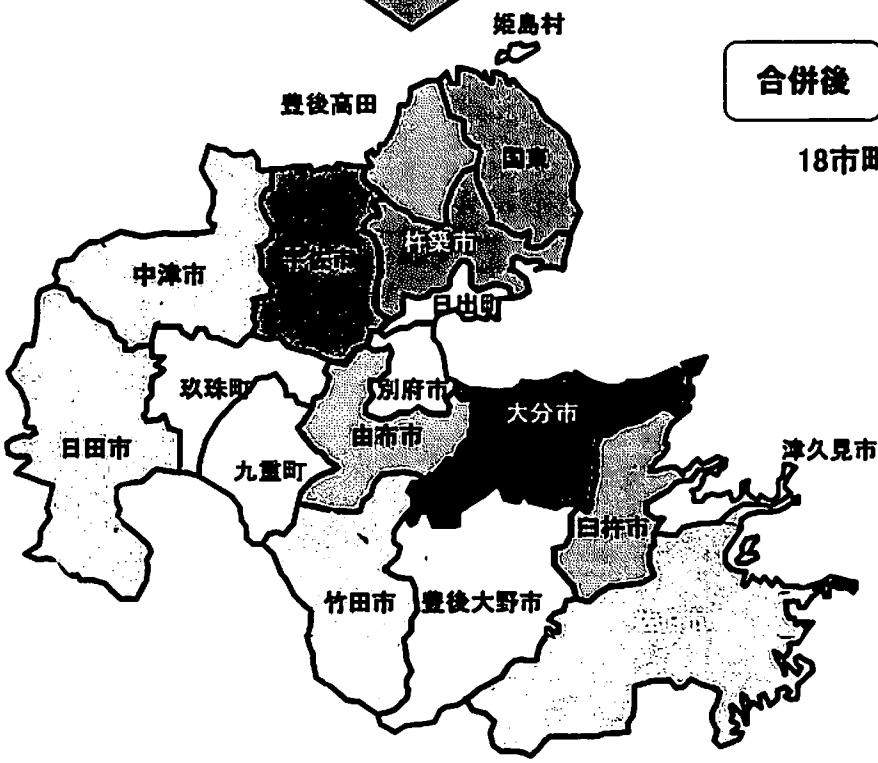 姫島村
合併後
豊後高田
18市町
国東
杵築市
宇佐市
中津市
日出町
玖珠町
別府市
大分市
由布市
日田市
津久見市
九重町
臼杵市
竹田市
豊後大野市